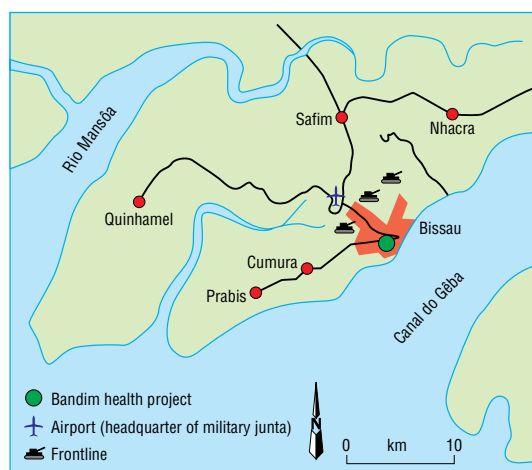 Rio Mansôa
Safim
Nhacra
Quinhamel
Bissau
Cumura
Prabis
Canal do Gêba
Bandim health project
Airport (headquarter of military junta)
Frontline
N
0 km 10